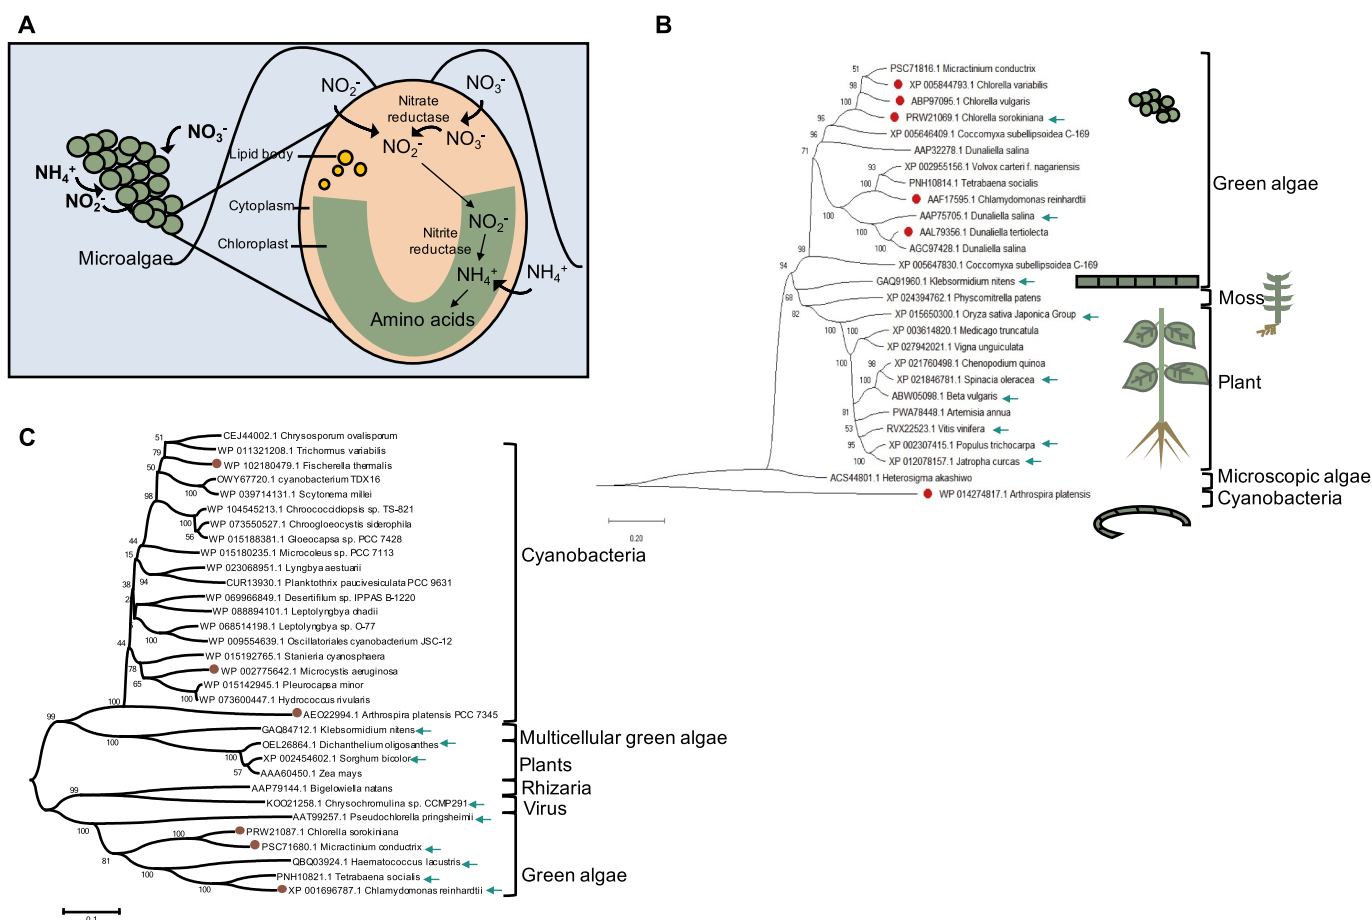 A
NO₂⁻
NO₃⁻
Nitrate
reductase
NO₃⁻
NO₂⁻
NO₃⁻
Lipid body
NH₄⁺
NO₂⁻
Cytoplasm
NO₂⁻
Nitrite
reductase
Chloroplast
Microalgae
NH₄⁺
NH₄⁺
Amino acids
B
PSC71816.1 Micractinium conductrix
51
XP 005844793.1 Chlorella variabilis
98
ABP97095.1 Chlorella vulgaris
100
PRW21069.1 Chlorella sorokiniana
95
XP 005646409.1 Coccomyxa subellipsoidea C-169
96
AAP32278.1 Dunaliella salina
71
XP 002955156.1 Volvox carteri f. nagariensis
93
PNH10814.1 Tetrabaena socialis
100
Green algae
AAF17595.1 Chlamydomonas reinhardtii
100
AAP75705.1 Dunaliella salina
AAL79356.1 Dunaliella tertiolecta
100
100
AGC97428.1 Dunaliella salina
98
XP 005647830.1 Coccomyxa subellipsoidea C-169
94
GAQ91960.1 Klebsormidium nitens
68
XP 024394762.1 Physcomitrella patens
Moss
82
XP 015650300.1 Oryza sativa Japonica Group
100
100
XP 003614820.1 Medicago truncatula
XP 027942021.1 Vigna unguiculata
100
98
XP 021760498.1 Chenopodium quinoa
100
XP 021846781.1 Spinacia oleracea
Plant
ABW05098.1 Beta vulgaris
81
PWA78448.1 Artemisia annua
53
RVX22523.1 Vitis vinifera
95
XP 002307415.1 Populus trichocarpa
100
XP 012078157.1 Jatropha curcas
ACS44801.1 Heterosigma akashiwo
Microscopic algae
WP 014274817.1 Arthrospira platensis
Cyanobacteria
0.20
C
51
CEJ44002.1 Chrysosporum ovalisporum
79
WP 011321208.1 Trichormus variabilis
50
WP 102180479.1 Fischerella thermalis
OWY67720.1 cyanobacterium TDX16
100
WP 039714131.1 Scytonema millei
98
WP 104545213.1 Chroococcidiopsis sp. TS-821
100
WP 073550527.1 Chroogloeocystis siderophila
56
WP 015188381.1 Gloeocapsa sp. PCC 7428
44
15
WP 015180235.1 Microcoleus sp. PCC 7113
Cyanobacteria
WP 023068951.1 Lyngbya aestuarii
38
94
CUR13930.1 Planktothrix paucivesiculata PCC 9631
2
WP 069966849.1 Desertifilum sp. IPPAS B-1220
WP 088894101.1 Leptolyngbya ohadii
WP 068514198.1 Leptolyngbya sp. O-77
100
WP 009554639.1 Oscillatoriales cyanobacterium JSC-12
44
WP 015192765.1 Stanieria cyanosphaera
78
WP 002775642.1 Microcystis aeruginosa
65
WP 015142945.1 Pleurocapsa minor
100
WP 073600447.1 Hydrococcus rivularis
100
AEO22994.1 Arthrospira platensis PCC 7345
99
GAQ84712.1 Klebsormidium nitens
100
Multicellular green algae
OEL26864.1 Dichanthelium oligosanthes
100
XP 002454602.1 Sorghum bicolor
Plants
57
AAA60450.1 Zea mays
99
AAP79144.1 Bigelowiella natans
Rhizaria
KOO21258.1 Chrysochromulina sp. CCMP291
Virus
AAT99257.1 Pseudochlorella pringsheimii
100
100
PRW21087.1 Chlorella sorokiniana
PSC71680.1 Micractinium conductrix
81
QBQ03924.1 Haematococcus lacustris
100
PNH10821.1 Tetrabaena socialis
Green algae
100
XP 001696787.1 Chlamydomonas reinhardtii
0.1